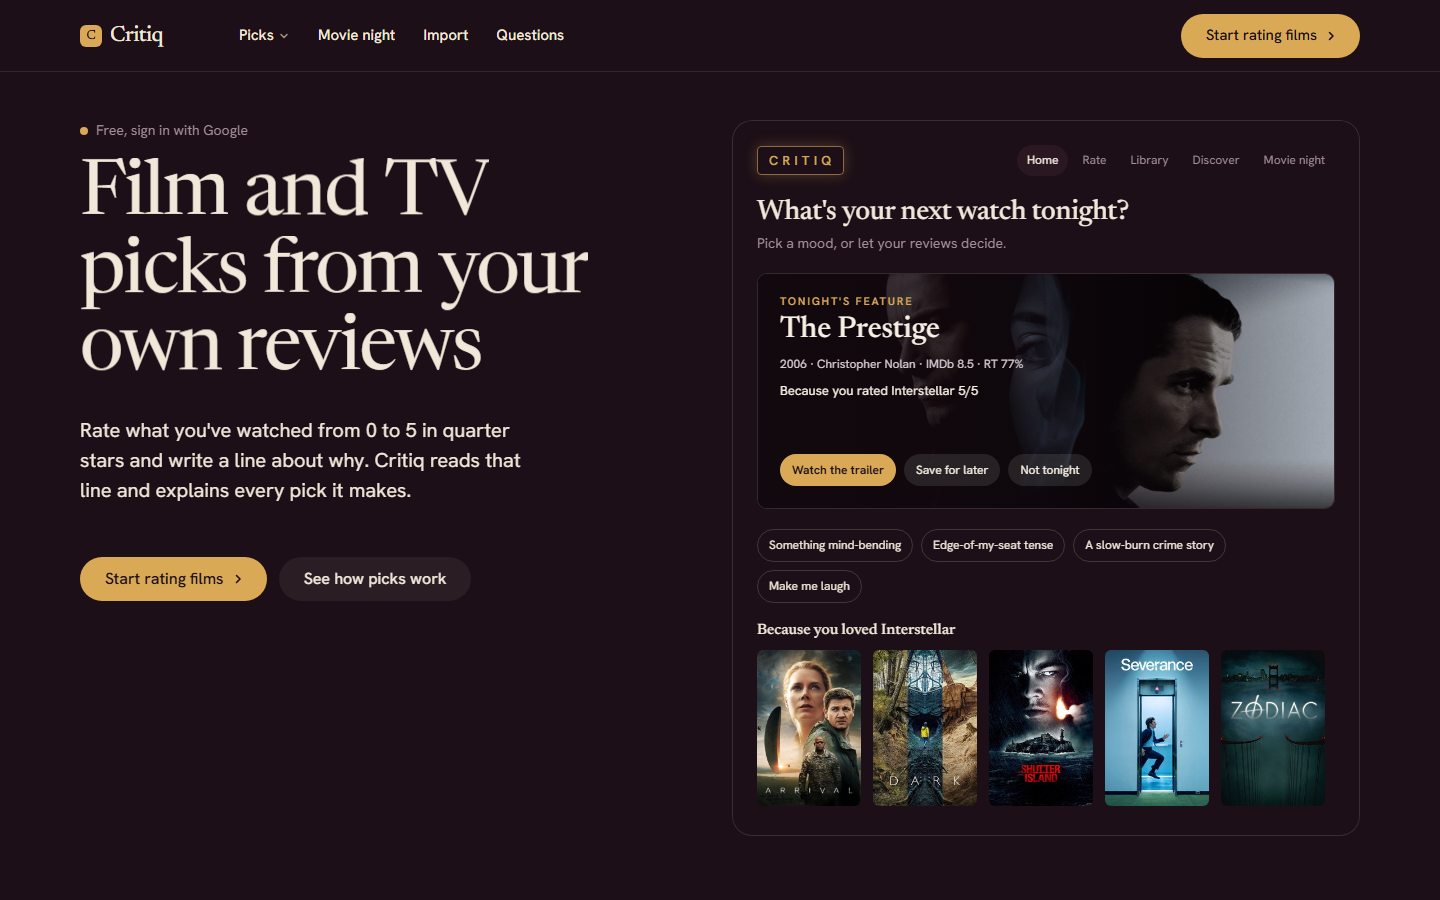 C Critiq
Picks
Movie night
Import
Questions
Start rating films
Free, sign in with Google
Film and TV
picks from your
own reviews
Rate what you've watched from 0 to 5 in quarter
stars and write a line about why. Critiq reads that
line and explains every pick it makes.
Start rating films
See how picks work
CRITIQ
Home
Rate
Library
Discover
Movie night
What's your next watch tonight?
Pick a mood, or let your reviews decide.
TONIGHT'S FEATURE
The Prestige
2006 · Christopher Nolan · IMDb 8.5 · RT 77%
Because you rated Interstellar 5/5
Watch the trailer
Save for later
Not tonight
Something mind-bending
Edge-of-my-seat tense
A slow-burn crime story
Make me laugh
Because you loved Interstellar
ARRIVAL
DARK
SHUTTER
ISLAND
Severance
ZODIAC